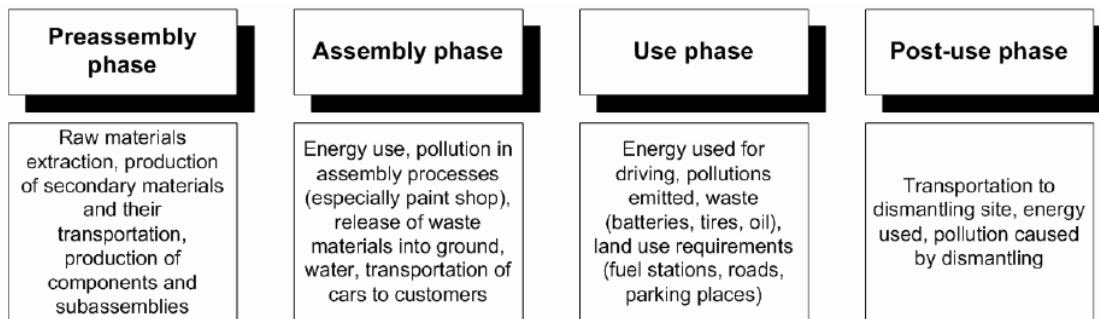 Preassembly
phase
Assembly phase
Use phase
Post-use phase
Raw materials
extraction, production
of secondary materials
and their
transportation,
production of
components and
subassemblies
Energy use, pollution in
assembly processes
(especially paint shop),
release of waste
materials into ground,
water, transportation of
cars to customers
Energy used for
driving, pollutions
emitted, waste
(batteries, tires, oil),
land use requirements
(fuel stations, roads,
parking places)
Transportation to
dismantling site, energy
used, pollution caused
by dismantling